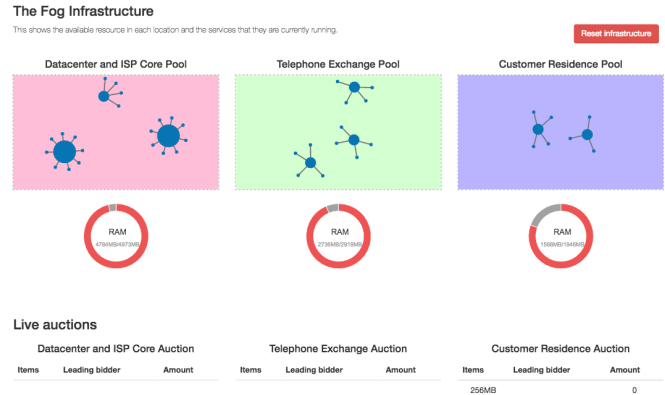 The Fog Infrastructure
This shows the available resource in each location and the services that they are currently running.
Reset infrastructure
Datacenter and ISP Core Pool
Telephone Exchange Pool
Customer Residence Pool
RAM
4784MB/4973MB
RAM
2736MB/2919MB
RAM
1568MB/1946MB
Live auctions
Datacenter and ISP Core Auction
Telephone Exchange Auction
Customer Residence Auction
Items Leading bidder Amount
Items Leading bidder Amount
Items Leading bidder Amount
256MB 0